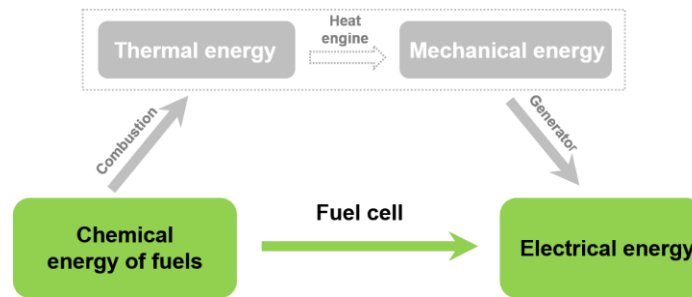 Heat
engine
Thermal energy
Mechanical energy
Combustion
Generator
Fuel cell
Chemical
energy of fuels
Electrical energy